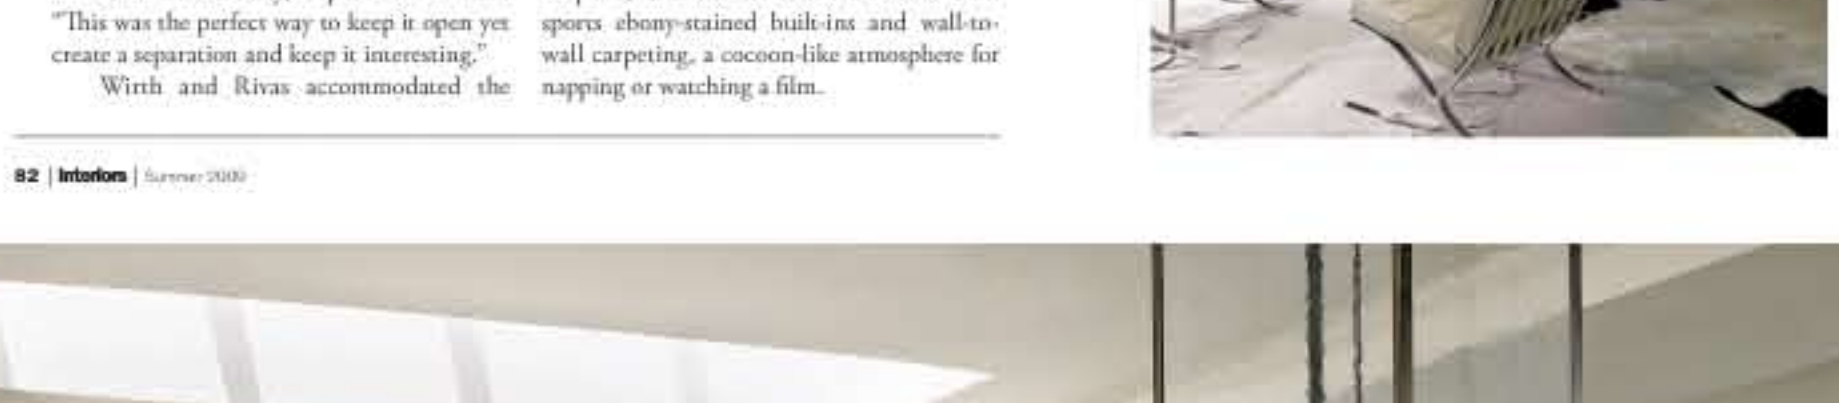 "This was the perfect way to keep it open yet
create a separation and keep it interesting."
Wirth and Rivas accommodated the
sports ebony-stained built-ins and wall-to-
wall carpeting, a cocoon-like atmosphere for
napping or watching a film.
82 | Interiors | Summer 2009